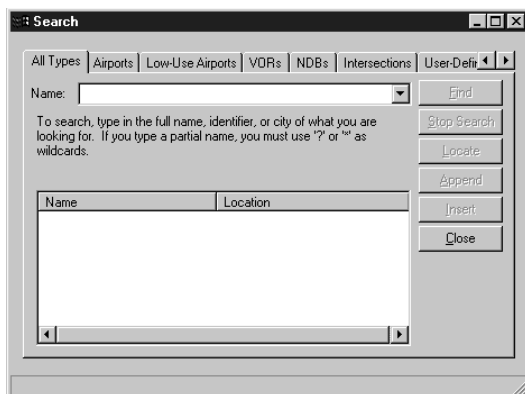 Search
All Types Airports Low-Use Airports VORs NDBs Intersections User-Defin
Name:
Find
To search, type in the full name, identifier, or city of what you are
looking for. If you type a partial name, you must use '?' or '*' as
wildcards.
Stop Search
Locate
Append
Name Location
Insert
Close